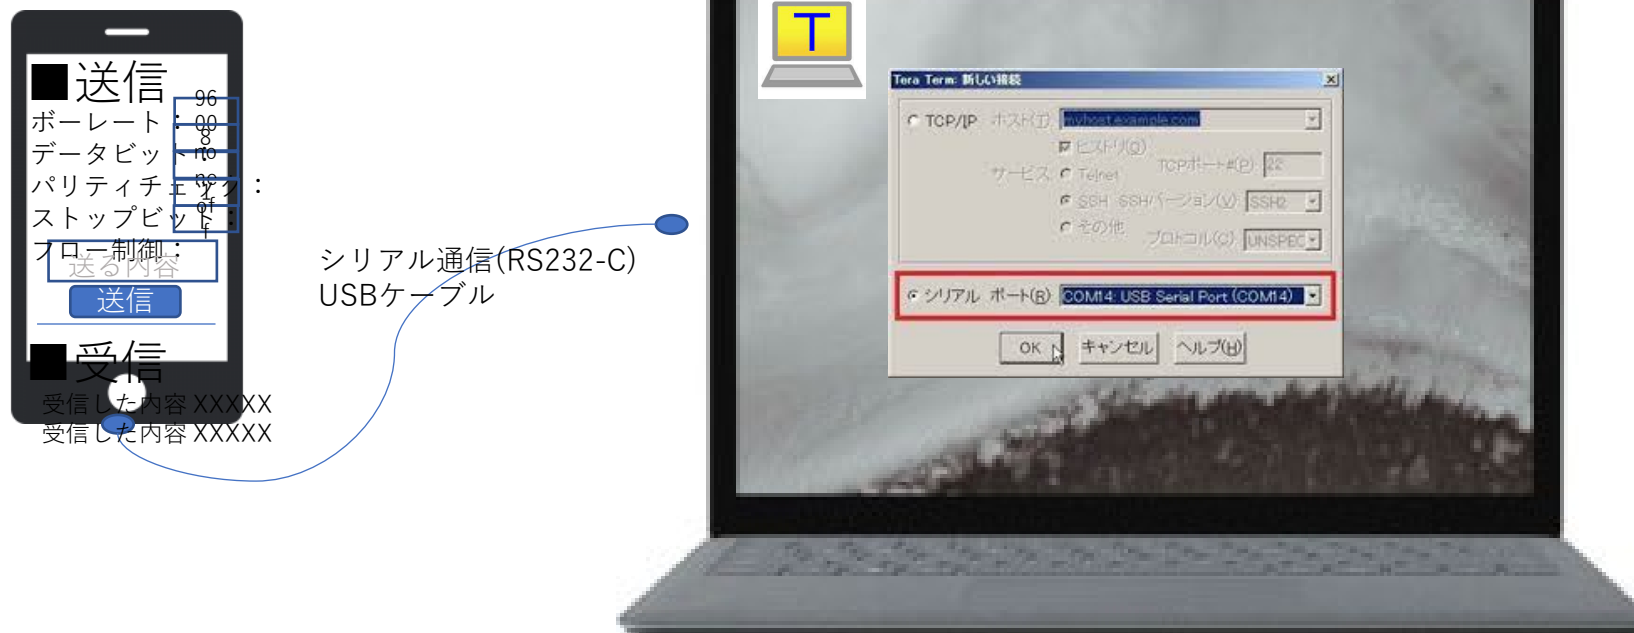 ■送信
ボーレート：
9600
データビット：
8
パリティチェック：
none
ストップビット：
1
フロー制御：
off
送る内容
送信
■受信
受信した内容 XXXXX
受信した内容 XXXXX
シリアル通信(RS232-C)
USBケーブル
T
Tera Term: 新しい接続
TCP/IP ホスト(T): myhost.example.com
ヒストリ(O)
サービス: Telnet TCPポート#(P): 22
SSH SSHバージョン(V): SSH2
その他 プロトコル(C): UNSPEC
シリアル ポート(R): COM14: USB Serial Port (COM14)
OK キャンセル ヘルプ(H)